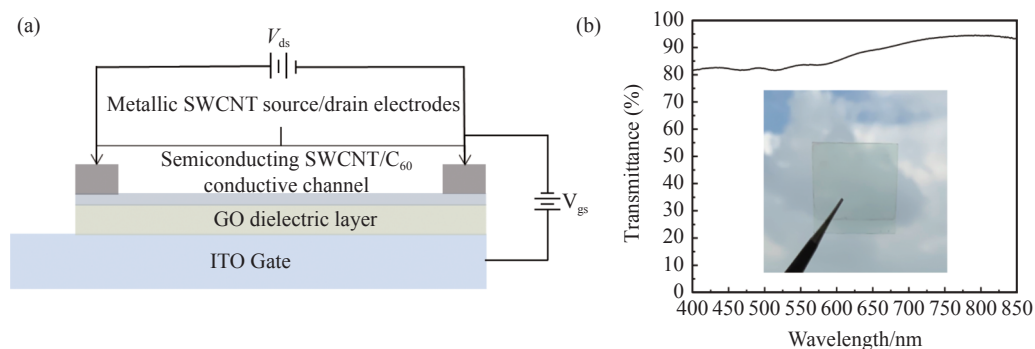 (a)
V_ds
Metallic SWCNT source/drain electrodes
Semiconducting SWCNT/C₆₀
conductive channel
GO dielectric layer
ITO Gate
V_gs
(b)
100
90
80
70
60
50
40
30
20
10
0
Transmittance (%)
400 450 500 550 600 650 700 750 800 850
Wavelength/nm